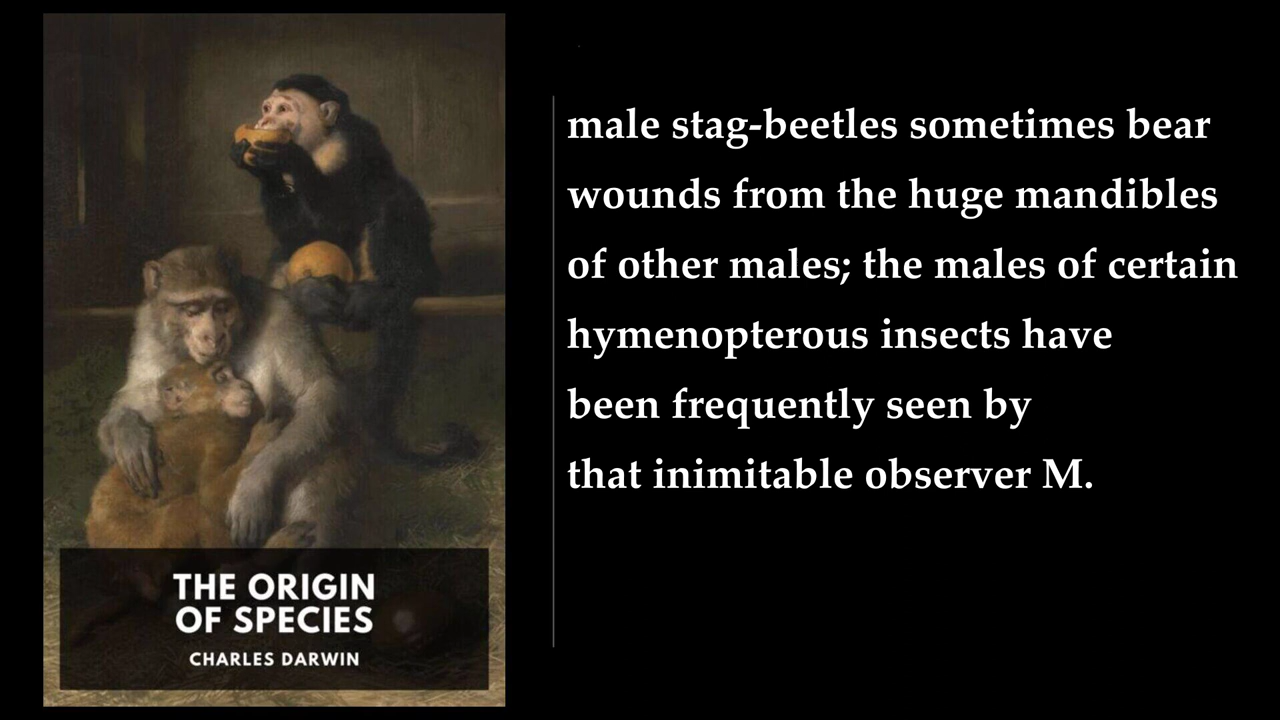 THE ORIGIN
OF SPECIES
CHARLES DARWIN
male stag-beetles sometimes bear
wounds from the huge mandibles
of other males; the males of certain
hymenopterous insects have
been frequently seen by
that inimitable observer M.